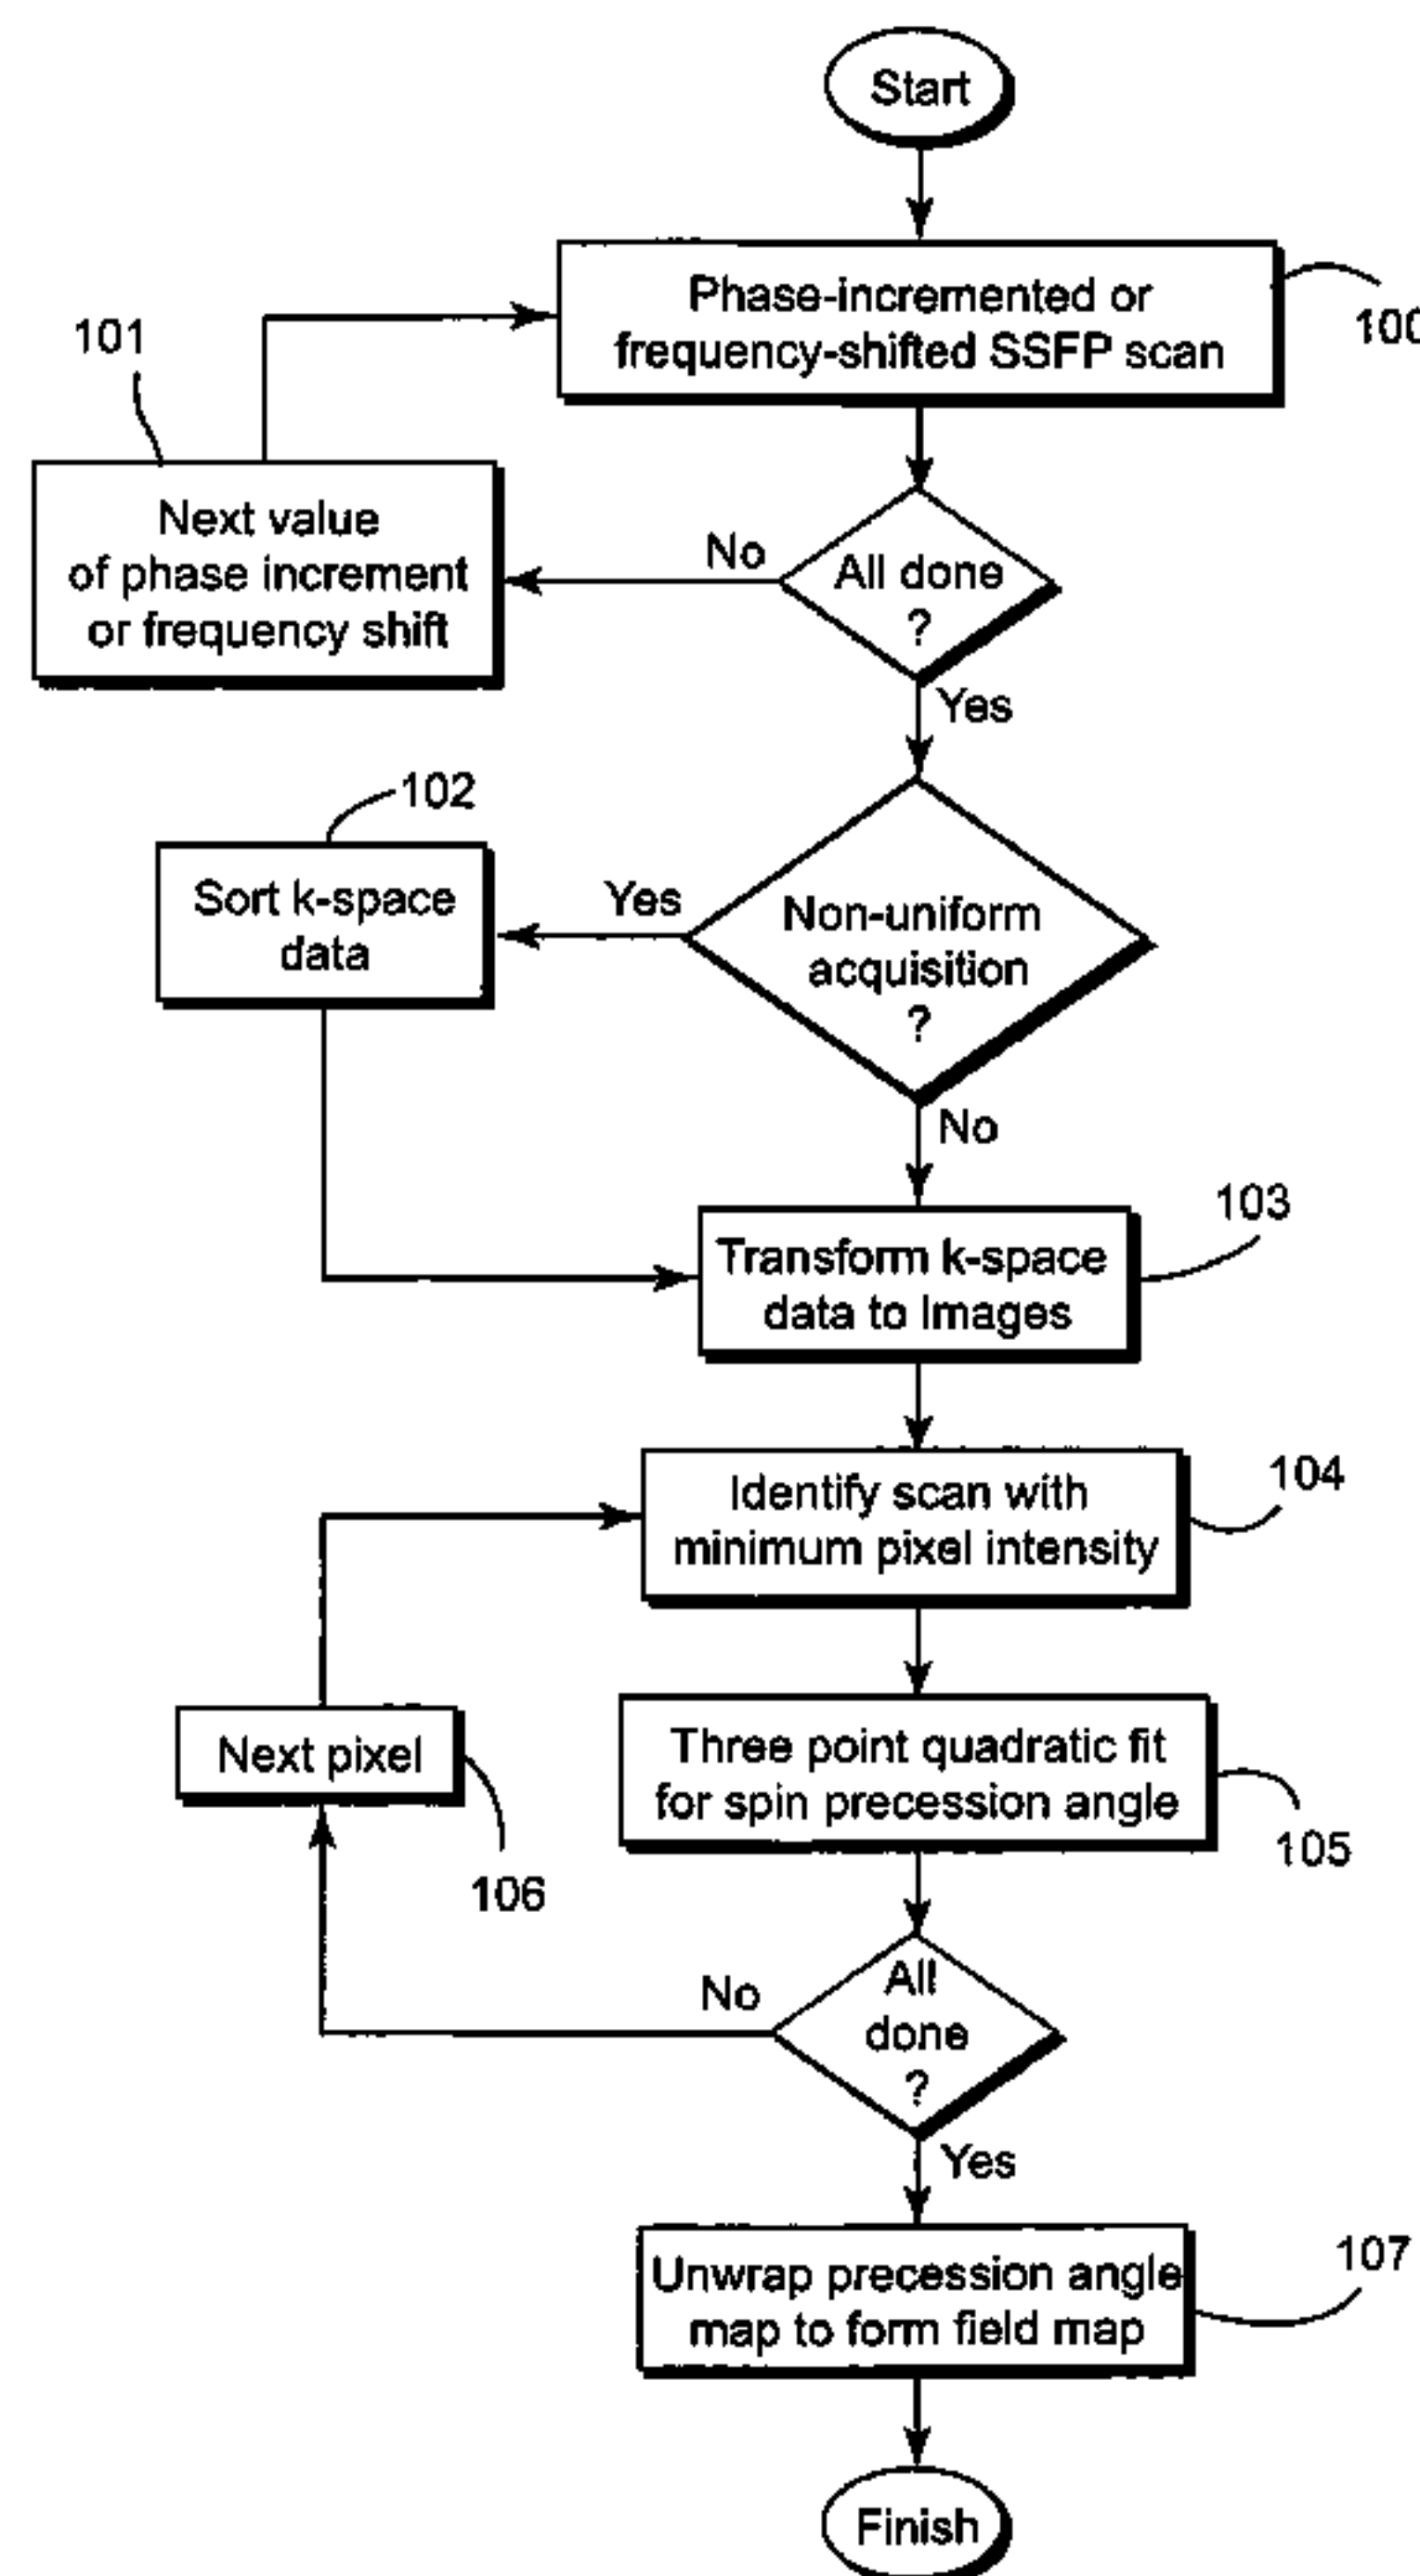 Start
Phase-incremented or
frequency-shifted SSFP scan
100
101
Next value
of phase increment
or frequency shift
No
All done
?
Yes
102
Sort k-space
data
Yes
Non-uniform
acquisition
?
No
103
Transform k-space
data to Images
Identify scan with
minimum pixel intensity
104
Next pixel
106
Three point quadratic fit
for spin precession angle
105
No
All
done
?
Yes
Unwrap precession angle
map to form field map
107
Finish